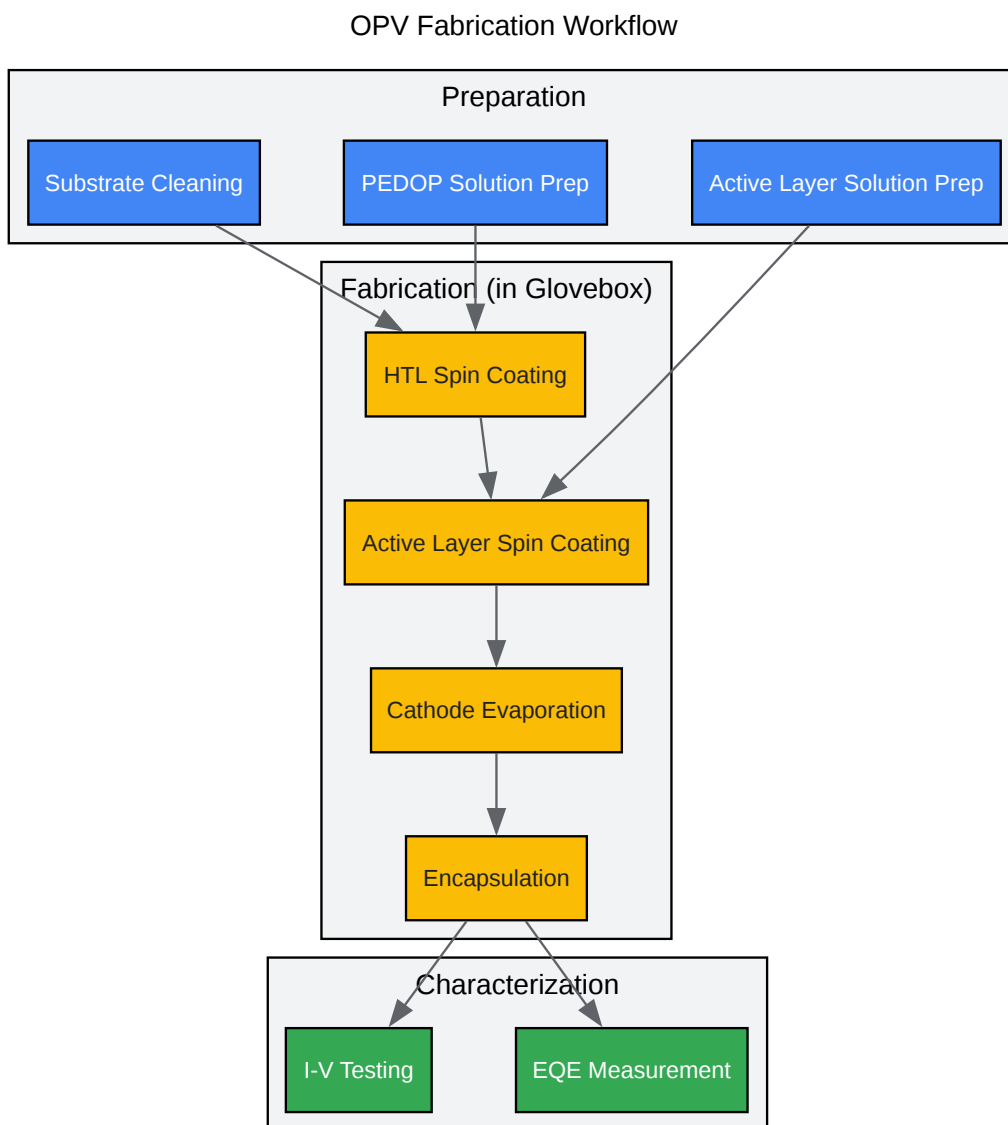 OPV Fabrication Workflow
Preparation
Substrate Cleaning
PEDOP Solution Prep
Active Layer Solution Prep
Fabrication (in Glovebox)
HTL Spin Coating
Active Layer Spin Coating
Cathode Evaporation
Encapsulation
Characterization
I-V Testing
EQE Measurement